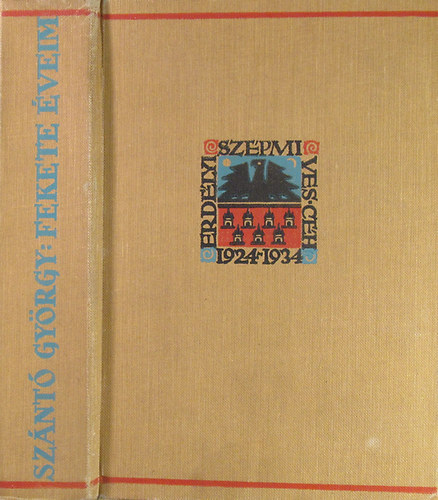 SZÁNTÓ GYÖRGY: FEKETE ÉVEIM
ERDÉLYI
SZÉPMI
VES·CÉH
1924-1934